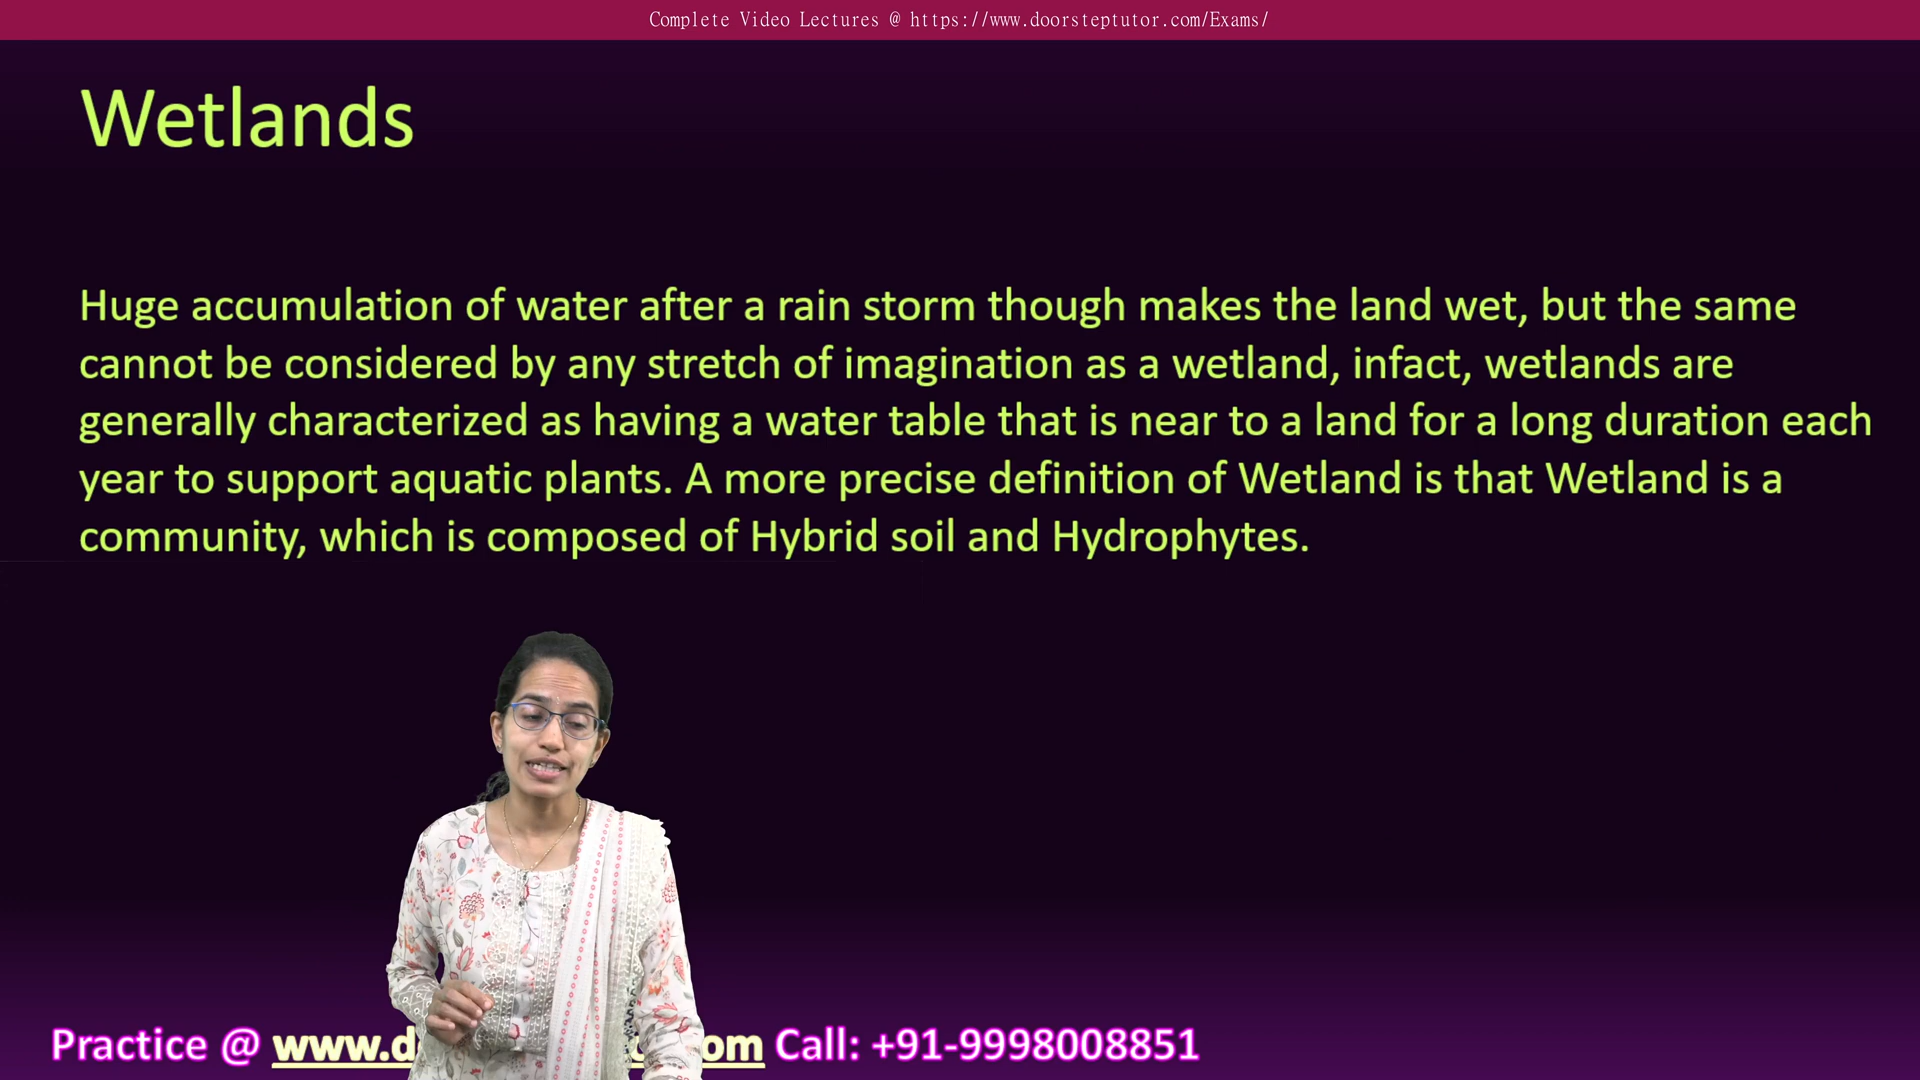 Complete Video Lectures @ https://www.doorsteptutor.com/Exams/
Wetlands
Huge accumulation of water after a rain storm though makes the land wet, but the same
cannot be considered by any stretch of imagination as a wetland, infact, wetlands are
generally characterized as having a water table that is near to a land for a long duration each
year to support aquatic plants. A more precise definition of Wetland is that Wetland is a
community, which is composed of Hybrid soil and Hydrophytes.
Practice @ Call: +91-9998008851